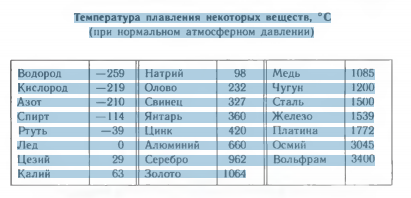 Температура плавления некоторых веществ, °С
(при нормальном атмосферном давлении)
Водород —259 Натрий 98 Медь 1085
Кислород —219 Олово 232 Чугун 1200
Азот —210 Свинец 327 Сталь 1500
Спирт —114 Янтарь 360 Железо 1539
Ртуть —39 Цинк 420 Платина 1772
Лед 0 Алюминий 660 Осмий 3045
Цезий 29 Серебро 962 Вольфрам 3400
Калий 63 Золото 1064